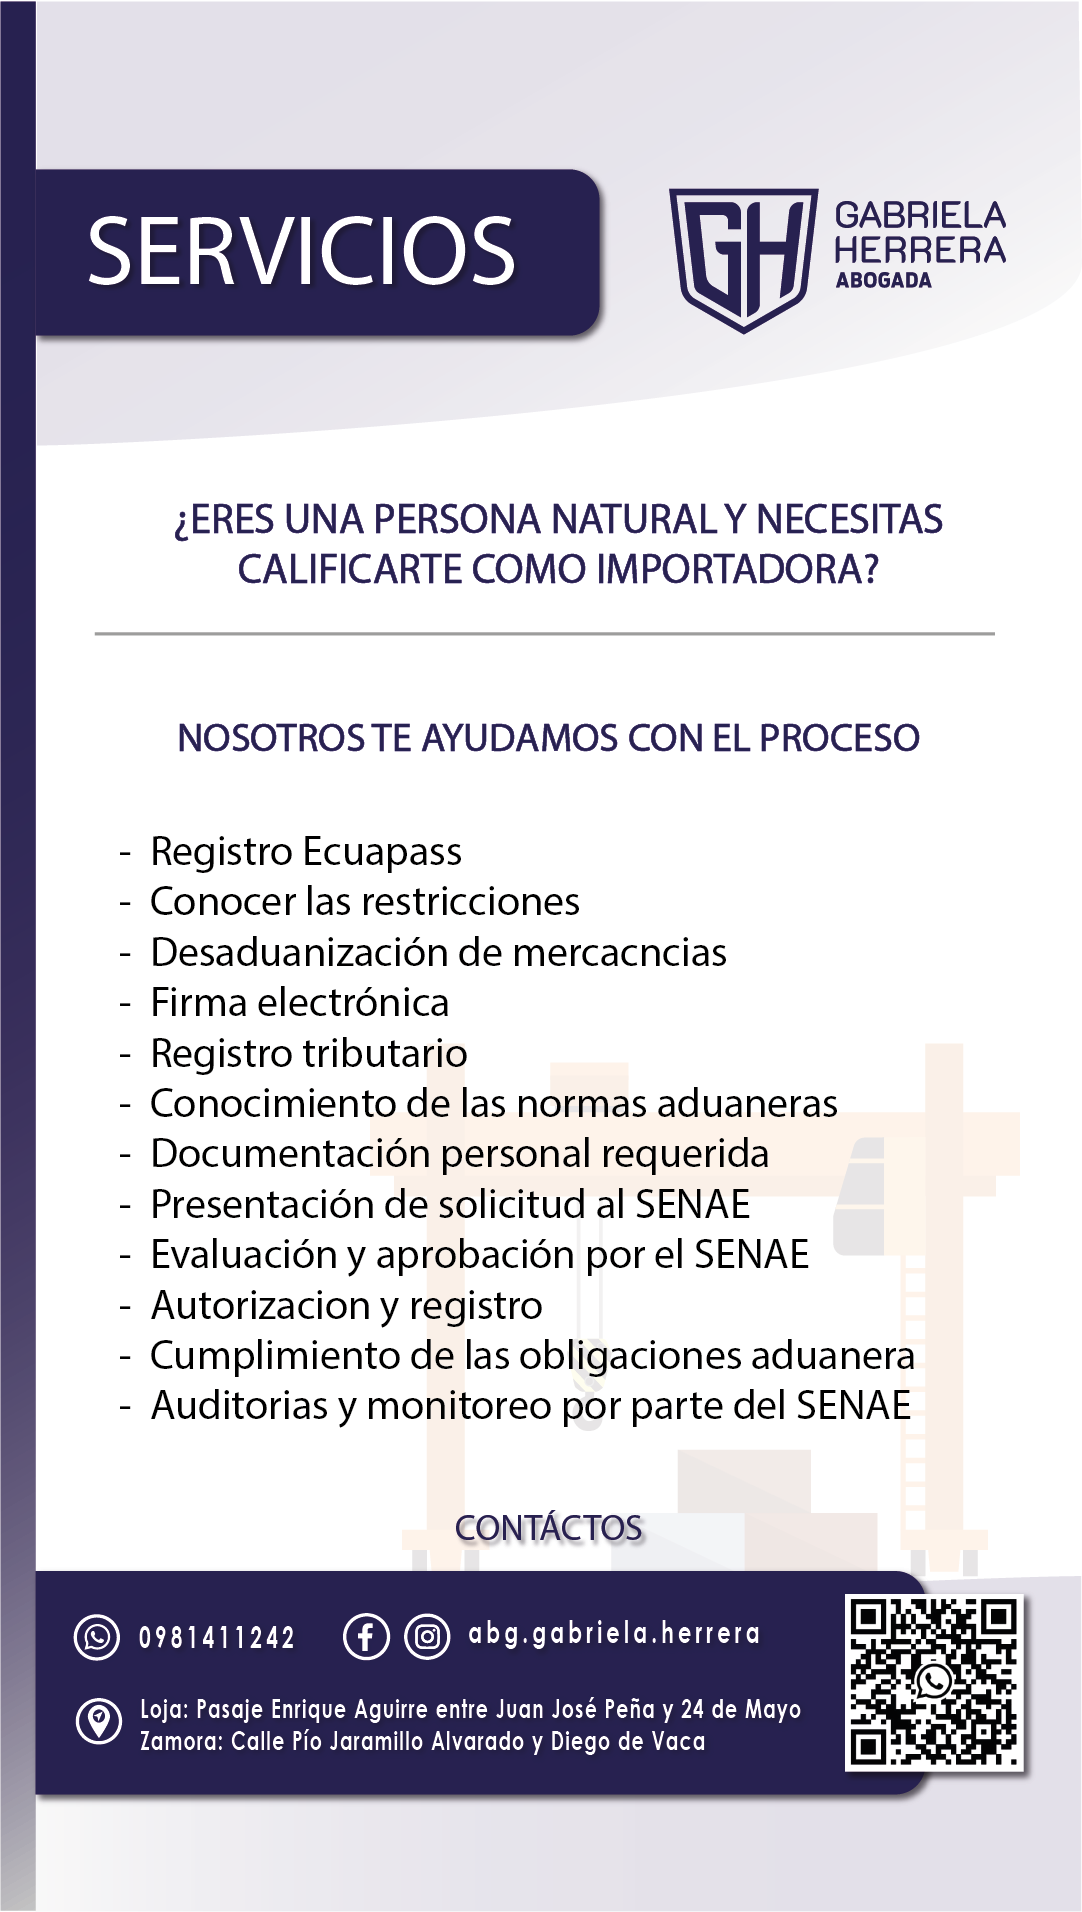 SERVICIOS
GH
GABRIELA
HERRERA
ABOGADA
¿ERES UNA PERSONA NATURAL Y NECESITAS
CALIFICARTE COMO IMPORTADORA?
NOSOTROS TE AYUDAMOS CON EL PROCESO
- Registro Ecuapass
- Conocer las restricciones
- Desaduanización de mercacncias
- Firma electrónica
- Registro tributario
- Conocimiento de las normas aduaneras
- Documentación personal requerida
- Presentación de solicitud al SENAE
- Evaluación y aprobación por el SENAE
- Autorizacion y registro
- Cumplimiento de las obligaciones aduanera
- Auditorias y monitoreo por parte del SENAE
CONTÁCTOS
0981411242
abg.gabriela.herrera
Loja: Pasaje Enrique Aguirre entre Juan José Peña y 24 de Mayo
Zamora: Calle Pío Jaramillo Alvarado y Diego de Vaca